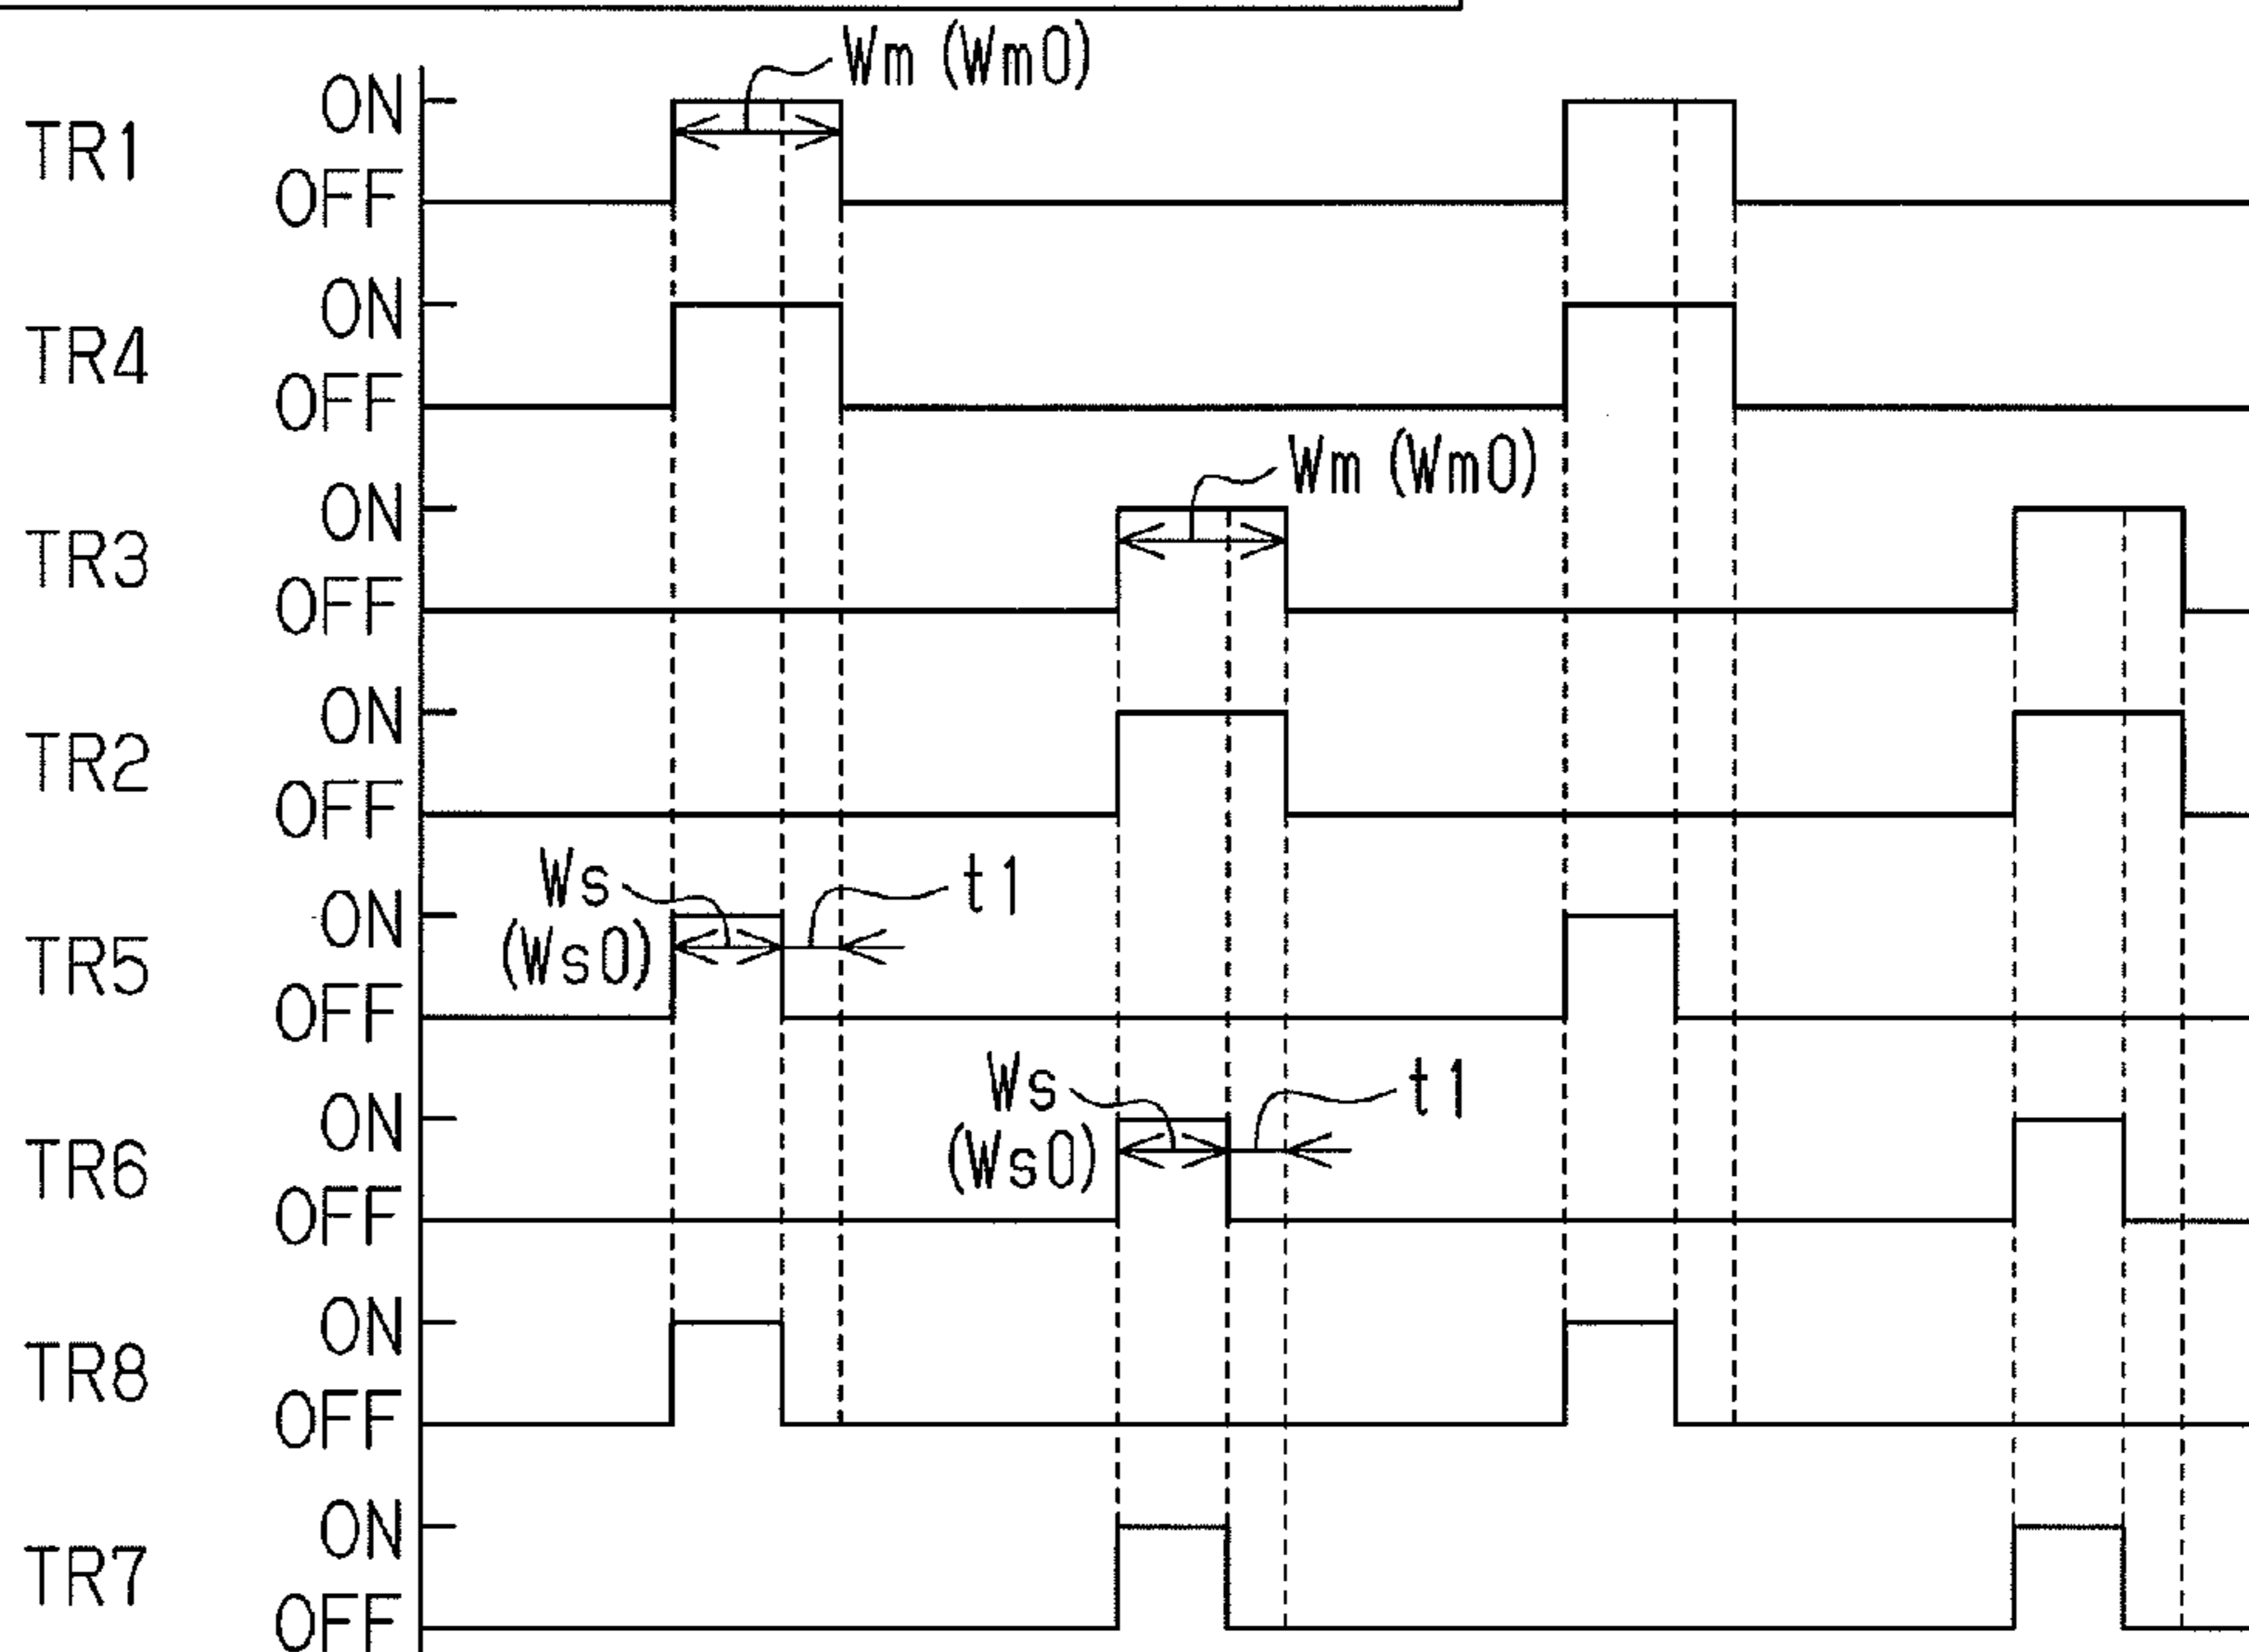 Wm (Wm0)
ON
TR1
OFF
ON
TR4
OFF
Wm (Wm0)
ON
TR3
OFF
ON
TR2
OFF
Ws
(Ws0)
t1
ON
TR5
OFF
Ws
(Ws0)
t1
ON
TR6
OFF
ON
TR8
OFF
ON
TR7
OFF